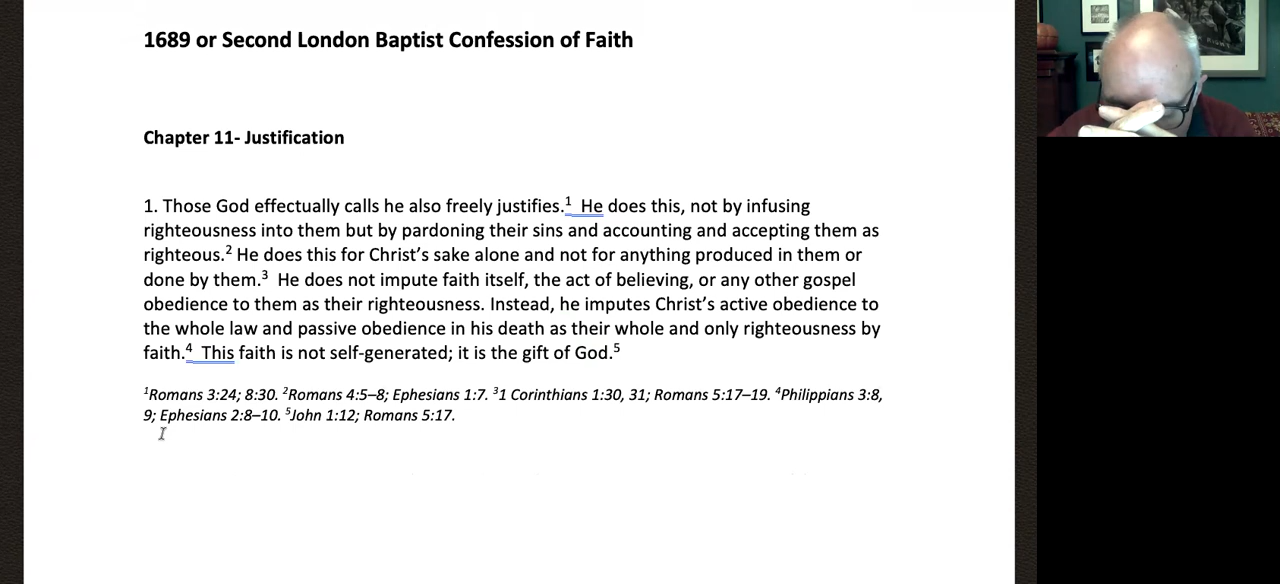 1689 or Second London Baptist Confession of Faith
Chapter 11- Justification
1. Those God effectually calls he also freely justifies.¹ He does this, not by infusing
righteousness into them but by pardoning their sins and accounting and accepting them as
righteous.² He does this for Christ’s sake alone and not for anything produced in them or
done by them.³ He does not impute faith itself, the act of believing, or any other gospel
obedience to them as their righteousness. Instead, he imputes Christ’s active obedience to
the whole law and passive obedience in his death as their whole and only righteousness by
faith.⁴ This faith is not self-generated; it is the gift of God.⁵
¹Romans 3:24; 8:30. ²Romans 4:5–8; Ephesians 1:7. ³1 Corinthians 1:30, 31; Romans 5:17–19. ⁴Philippians 3:8,
9; Ephesians 2:8–10. ⁵John 1:12; Romans 5:17.